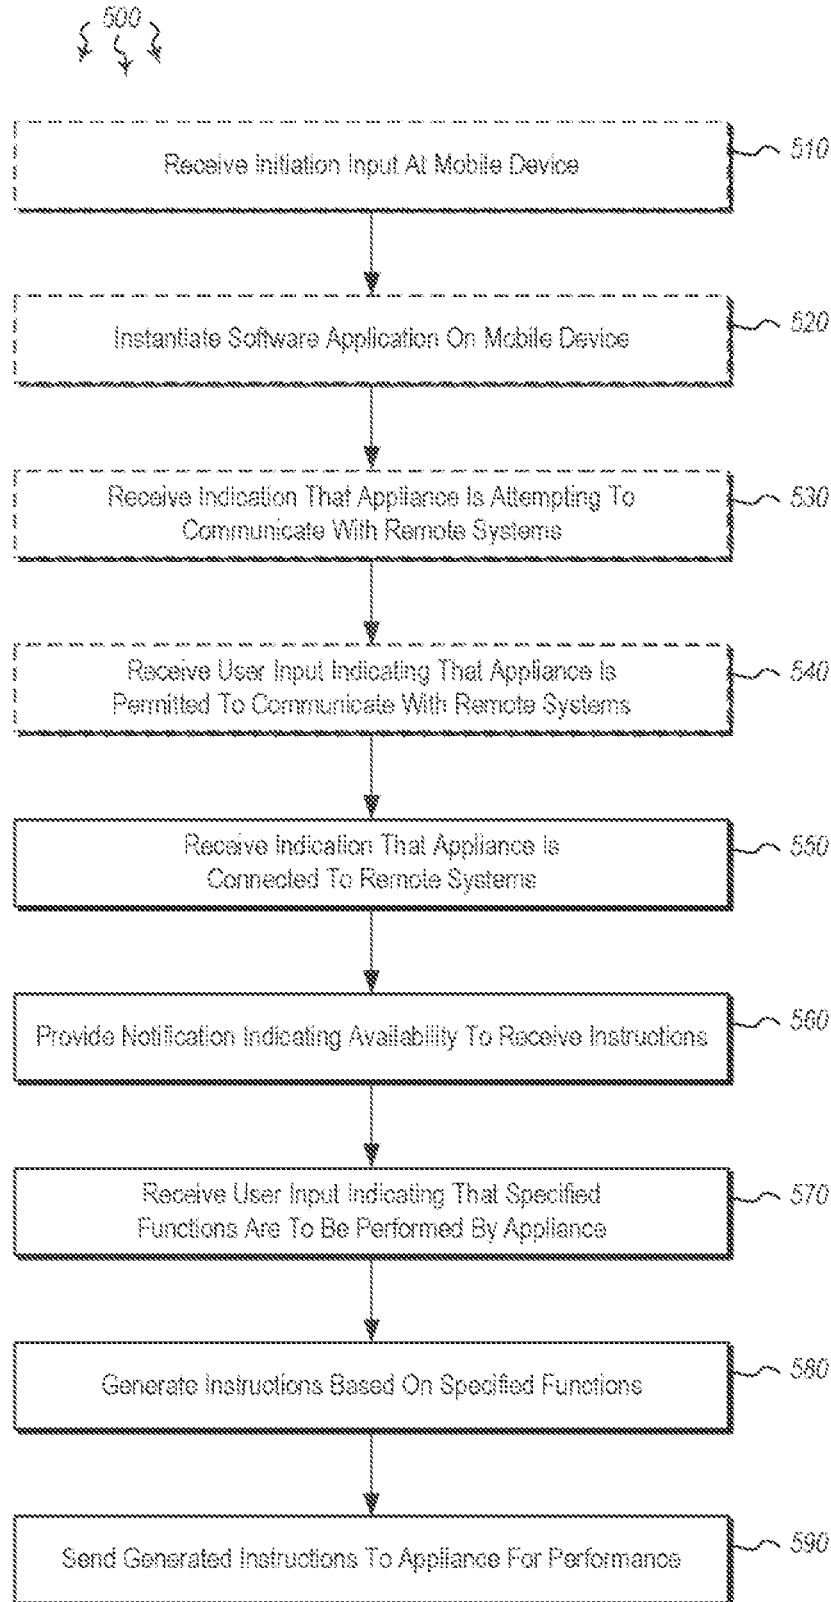 500
Receive Initiation Input At Mobile Device
510
Instantiate Software Application On Mobile Device
520
Receive Indication That Appliance Is Attempting To
Communicate With Remote Systems
530
Receive User Input Indicating That Appliance Is
Permitted To Communicate With Remote Systems
540
Receive Indication That Appliance Is
Connected To Remote Systems
550
Provide Notification Indicating Availability To Receive Instructions
560
Receive User Input Indicating That Specified
Functions Are To Be Performed By Appliance
570
Generate Instructions Based On Specified Functions
580
Send Generated Instructions To Appliance For Performance
590